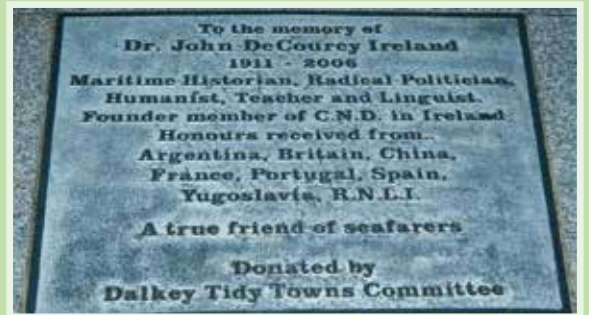 To the memory of
Dr. John DeCourcy Ireland
1911 - 2006
Maritime Historian, Radical Politician,
Humanist, Teacher and Linguist.
Founder member of C.N.D. in Ireland
Honours received from..
Argentina, Britain, China,
France, Portugal, Spain,
Yugoslavia, R.N.L.I.
A true friend of seafarers
Donated by
Dalkey Tidy Towns Committee